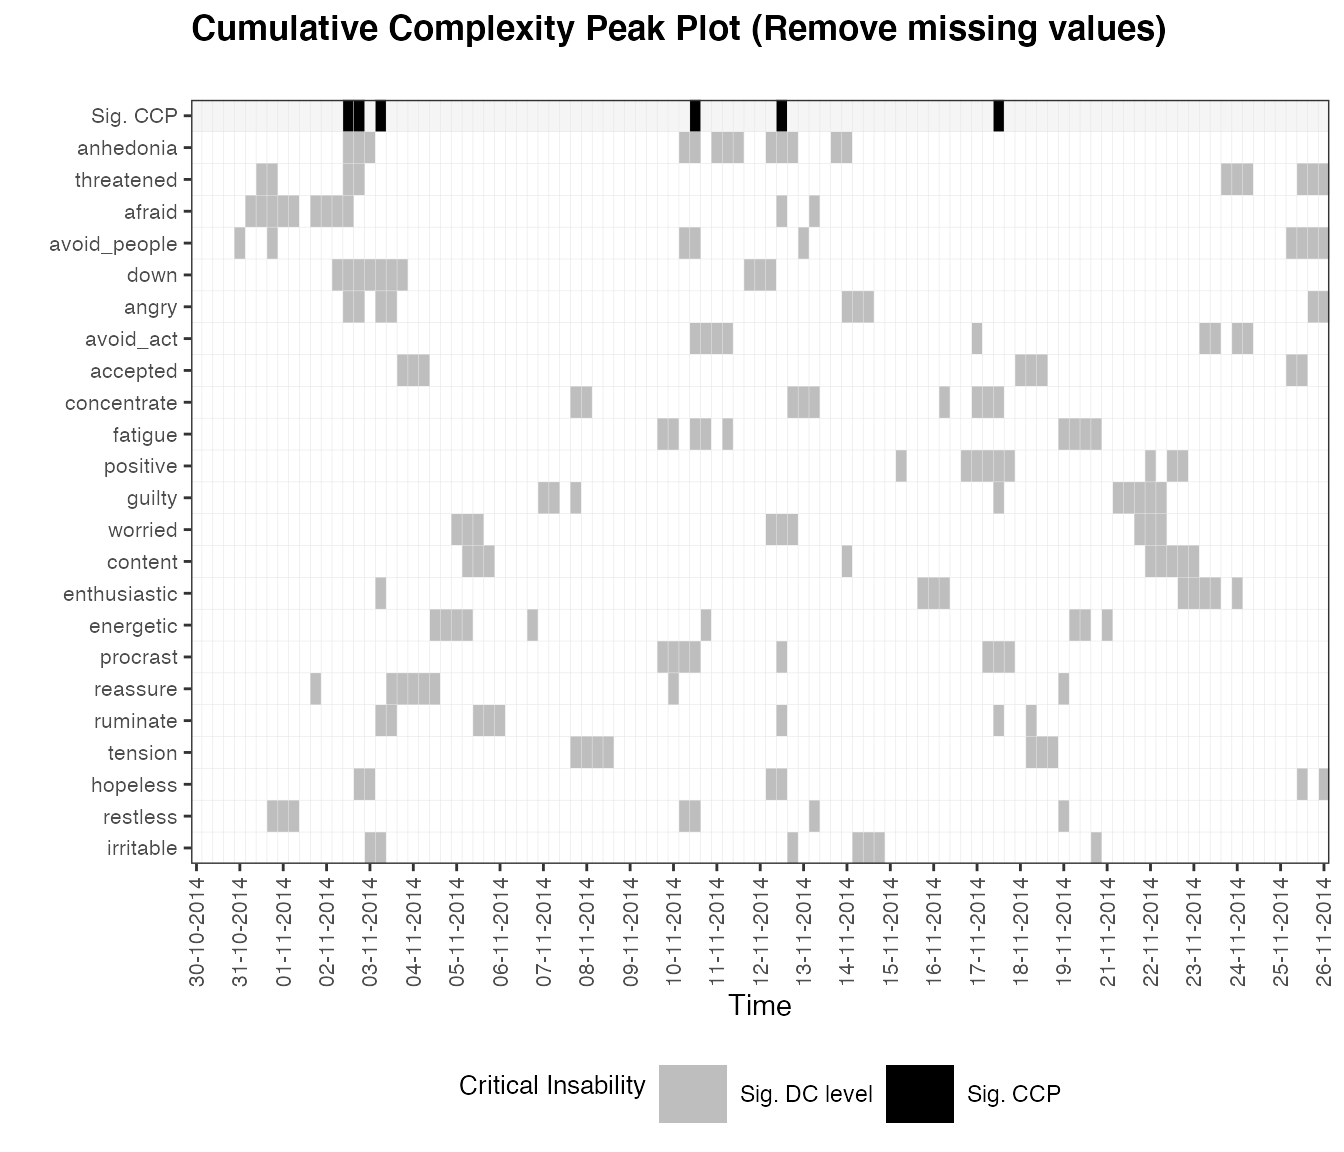 Cumulative Complexity Peak Plot (Remove missing values)
Sig. CCP
anhedonia
threatened
afraid
avoid_people
down
angry
avoid_act
accepted
concentrate
fatigue
positive
guilty
worried
content
enthusiastic
energetic
procrast
reassure
ruminate
tension
hopeless
restless
irritable
30-10-2014
31-10-2014
01-11-2014
02-11-2014
03-11-2014
04-11-2014
05-11-2014
06-11-2014
07-11-2014
08-11-2014
09-11-2014
10-11-2014
11-11-2014
12-11-2014
13-11-2014
14-11-2014
15-11-2014
16-11-2014
17-11-2014
18-11-2014
19-11-2014
21-11-2014
22-11-2014
23-11-2014
24-11-2014
25-11-2014
26-11-2014
Time
Critical Insability
Sig. DC level
Sig. CCP